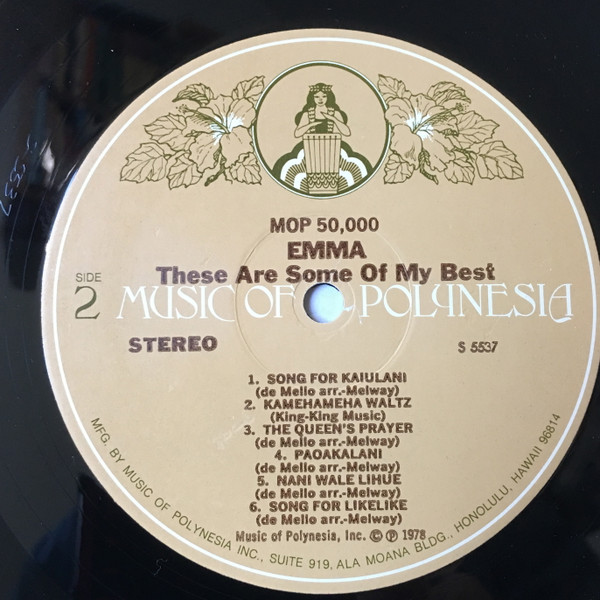 MOP 50,000
EMMA
These Are Some Of My Best
SIDE
2
MUSIC OF POLYNESIA
STEREO
S 5537
1. SONG FOR KAIULANI
(de Mello arr.-Melway)
2. KAMEHAMEHA WALTZ
(King-King Music)
3. THE QUEEN'S PRAYER
(de Mello arr.-Melway)
4. PAOAKALANI
(de Mello arr.-Melway)
5. NANI WALE LIHUE
(de Mello arr.-Melway)
6. SONG FOR LIKELIKE
(de Mello arr.-Melway)
Music of Polynesia, Inc. © ℗ 1978
MFG. BY MUSIC OF POLYNESIA INC., SUITE 919, ALA MOANA BLDG., HONOLULU, HAWAII 96814